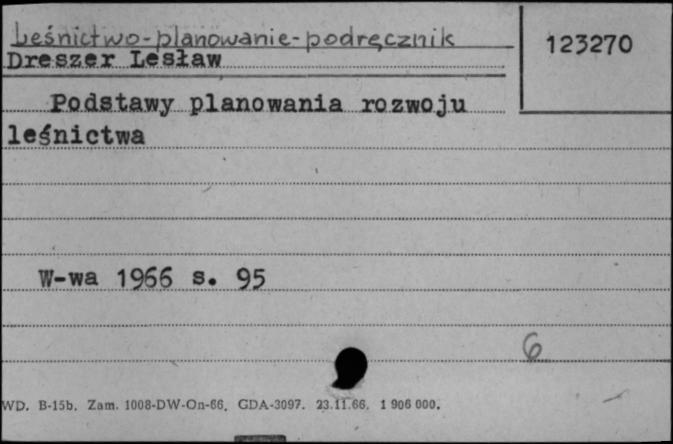 Leśnictwo-planowanie-podręcznik
123270
Dreszer Lesław
Podstawy planowania rozwoju
leśnictwa
W-wa 1966 s. 95
6
WD. B-15b. Zam. 1008-DW-On-66. GDA-3097. 23.11.66. 1 906 000.